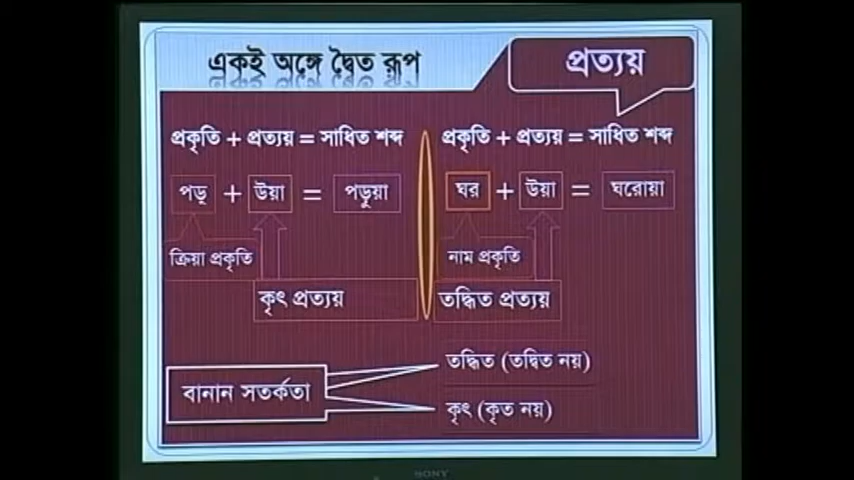 একই অঙ্গে দ্বৈত রূপ
প্রত্যয়
প্রকৃতি + প্রত্যয় = সাধিত শব্দ
পড়্ + উয়া = পড়ুয়া
ক্রিয়া প্রকৃতি
কৃৎ প্রত্যয়
প্রকৃতি + প্রত্যয় = সাধিত শব্দ
ঘর + উয়া = ঘরোয়া
নাম প্রকৃতি
তদ্ধিত প্রত্যয়
বানান সতর্কতা
তদ্ধিত (তদ্বিত নয়)
কৃৎ (কৃত নয়)
SONY